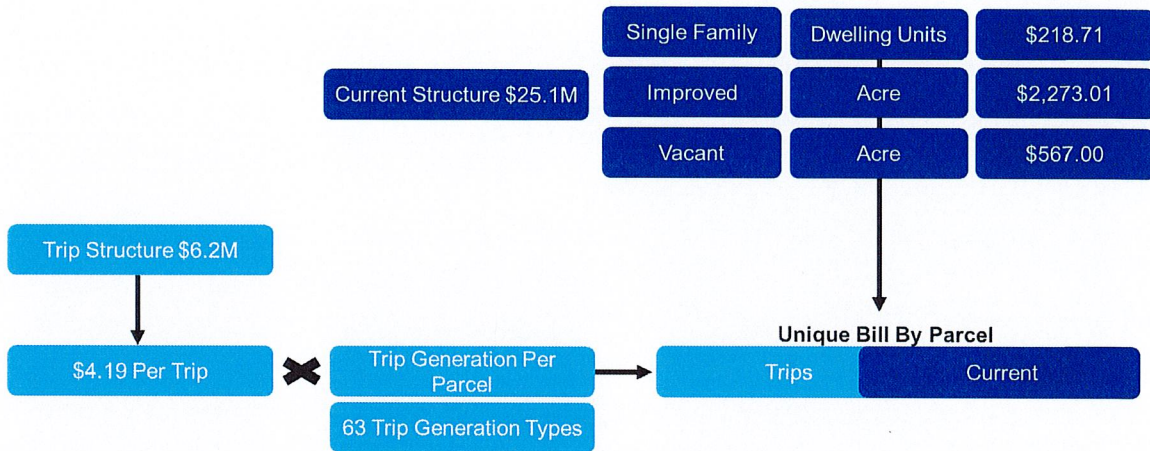 Single Family
Dwelling Units
$218.71
Current Structure $25.1M
Improved
Acre
$2,273.01
Vacant
Acre
$567.00
Trip Structure $6.2M
Unique Bill By Parcel
$4.19 Per Trip
Trip Generation Per
Parcel
Trips
Current
63 Trip Generation Types